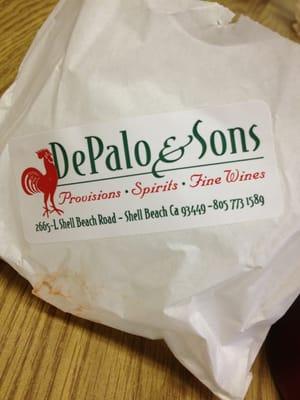 DePalo & Sons
Provisions · Spirits · Fine Wines
2665-L Shell Beach Road - Shell Beach Ca 93449 - 805 773 1589